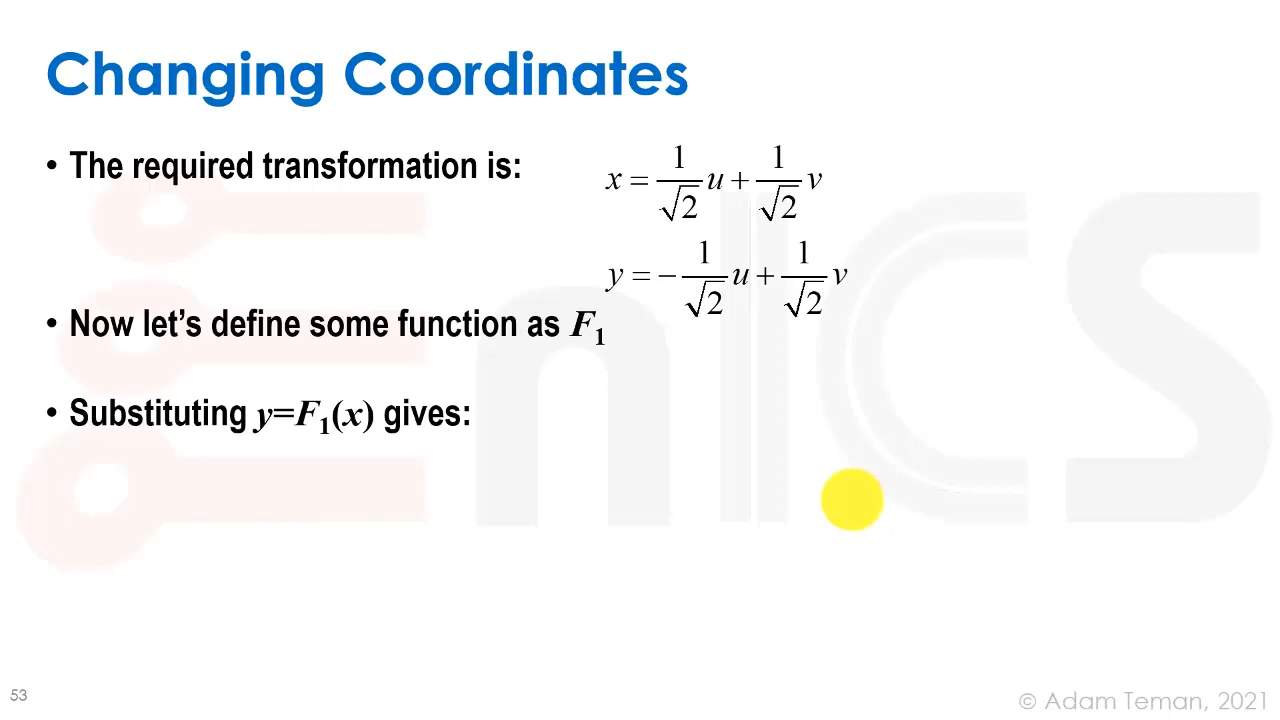 Changing Coordinates
• The required transformation is:
x = 1/√2 u + 1/√2 v
y = − 1/√2 u + 1/√2 v
• Now let’s define some function as F₁
• Substituting y=F₁(x) gives:
enICS
53
© Adam Teman, 2021